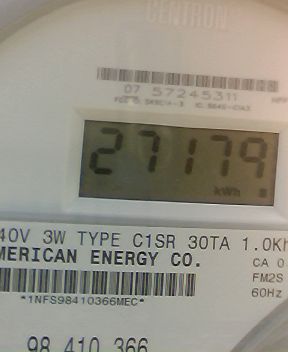 CENTRON
07 57245311
27179
kWh
40V 3W TYPE C1SR 30TA 1.0Kh
MERICAN ENERGY CO.
CA 0
FM2S
60Hz
*1NFS98410366MEC*
98 410 366